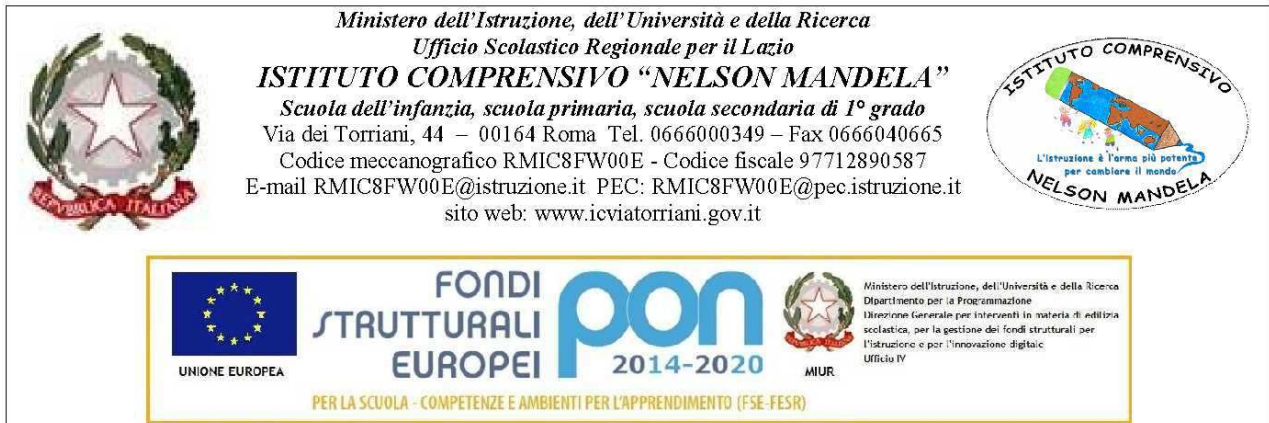 Ministero dell'Istruzione, dell'Università e della Ricerca
Ufficio Scolastico Regionale per il Lazio
ISTITUTO COMPRENSIVO “NELSON MANDELA”
Scuola dell'infanzia, scuola primaria, scuola secondaria di 1° grado
Via dei Torriani, 44 – 00164 Roma Tel. 0666000349 – Fax 0666040665
Codice meccanografico RMIC8FW00E - Codice fiscale 97712890587
E-mail RMIC8FW00E@istruzione.it PEC: RMIC8FW00E@pec.istruzione.it
sito web: www.icviatorriani.gov.it
REPVBBLICA ITALIANA
ISTITUTO COMPRENSIVO
L'istruzione è l'arma più potente
per cambiare il mondo
NELSON MANDELA
UNIONE EUROPEA
FONDI
STRUTTURALI
EUROPEI
pon
2014-2020
MIUR
Ministero dell'Istruzione, dell'Università e della Ricerca
Dipartimento per la Programmazione
Direzione Generale per interventi in materia di edilizia
scolastica, per la gestione dei fondi strutturali per
l'istruzione e per l'innovazione digitale
Ufficio IV
PER LA SCUOLA - COMPETENZE E AMBIENTI PER L'APPRENDIMENTO (FSE-FESR)